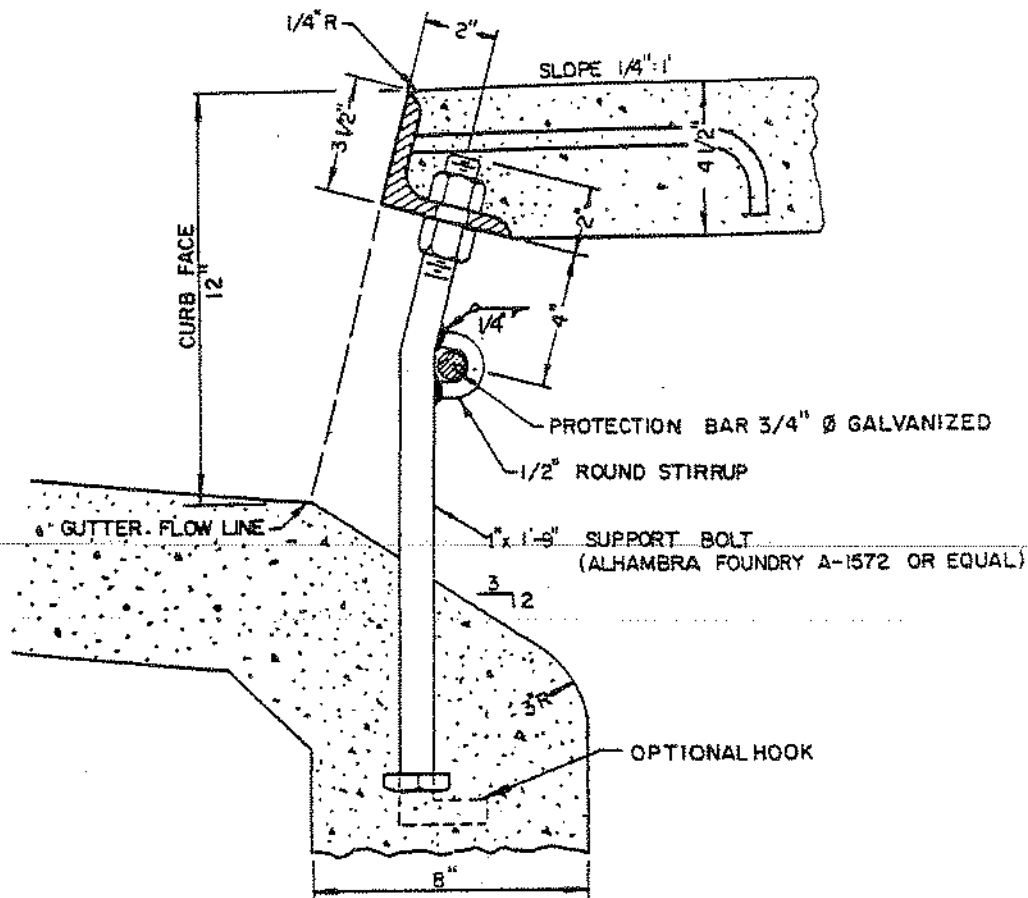 1/4" R
2"
SLOPE 1/4":1'
3 1/2"
4 1/2"
2"
CURB FACE
12"
4"
1/4
PROTECTION BAR 3/4" Ø GALVANIZED
1/2" ROUND STIRRUP
GUTTER FLOW LINE
1" x 1'-9" SUPPORT BOLT
(ALHAMBRA FOUNDRY A-1572 OR EQUAL)
3
2
3"R
OPTIONAL HOOK
8"